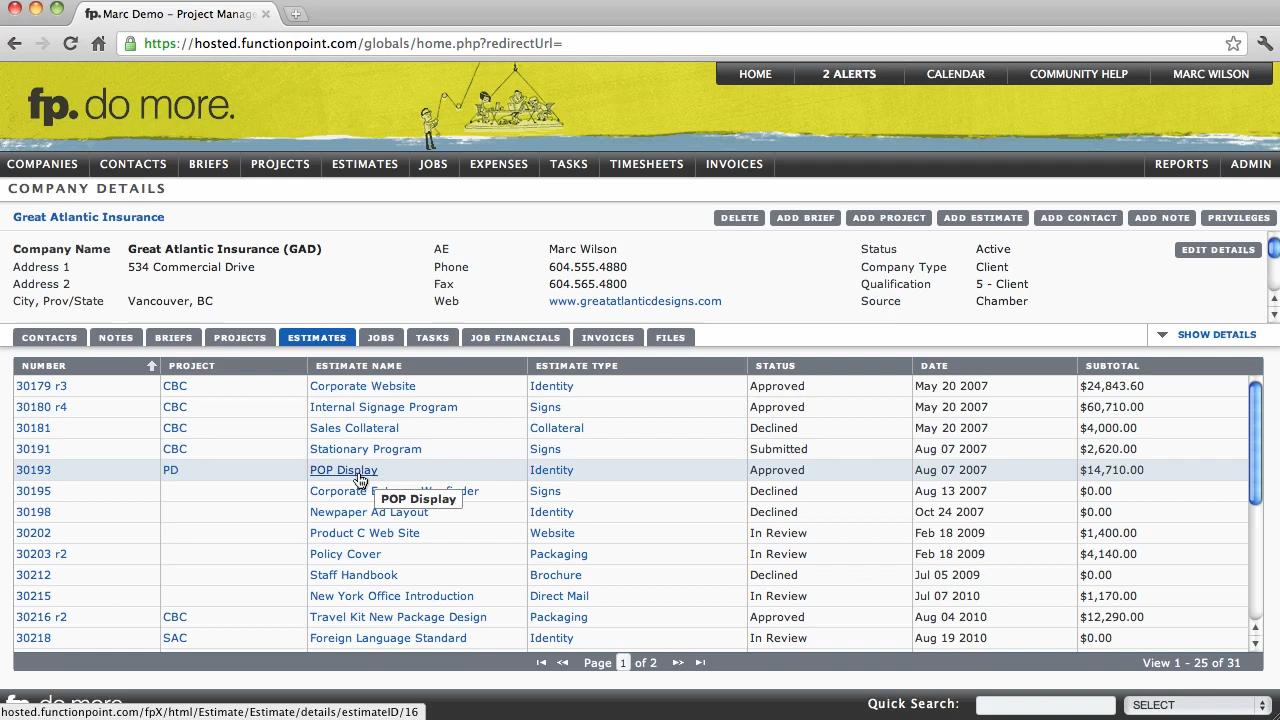 fp. Marc Demo - Project Manage
https://hosted.functionpoint.com/globals/home.php?redirectUrl=
HOME 2 ALERTS CALENDAR COMMUNITY HELP MARC WILSON
fp. do more.
COMPANIES CONTACTS BRIEFS PROJECTS ESTIMATES JOBS EXPENSES TASKS TIMESHEETS INVOICES REPORTS ADMIN
COMPANY DETAILS
Great Atlantic Insurance DELETE ADD BRIEF ADD PROJECT ADD ESTIMATE ADD CONTACT ADD NOTE PRIVILEGES
Company Name Great Atlantic Insurance (GAD) AE Marc Wilson Status Active EDIT DETAILS
Address 1 534 Commercial Drive Phone 604.555.4880 Company Type Client
Address 2 Fax 604.565.4800 Qualification 5 - Client
City, Prov/State Vancouver, BC Web www.greatatlanticdesigns.com Source Chamber
CONTACTS NOTES BRIEFS PROJECTS ESTIMATES JOBS TASKS JOB FINANCIALS INVOICES FILES SHOW DETAILS
NUMBER PROJECT ESTIMATE NAME ESTIMATE TYPE STATUS DATE SUBTOTAL
30179 r3 CBC Corporate Website Identity Approved May 20 2007 $24,843.60
30180 r4 CBC Internal Signage Program Signs Approved May 20 2007 $60,710.00
30181 CBC Sales Collateral Collateral Declined May 20 2007 $4,000.00
30191 CBC Stationary Program Signs Submitted Aug 07 2007 $2,620.00
30193 PD POP Display Identity Approved Aug 07 2007 $14,710.00
30195 Corporate Signs Declined Aug 13 2007 $0.00
POP Display
30198 Newpaper Ad Layout Identity Declined Oct 24 2007 $0.00
30202 Product C Web Site Website In Review Feb 18 2009 $1,400.00
30203 r2 Policy Cover Packaging In Review Feb 18 2009 $4,140.00
30212 Staff Handbook Brochure Declined Jul 05 2009 $0.00
30215 New York Office Introduction Direct Mail In Review Jul 07 2010 $1,170.00
30216 r2 CBC Travel Kit New Package Design Packaging Approved Aug 04 2010 $12,290.00
30218 SAC Foreign Language Standard Identity In Review Aug 19 2010 $0.00
Page 1 of 2 View 1 - 25 of 31
Quick Search: SELECT
hosted.functionpoint.com/fpX/html/Estimate/Estimate/details/estimateID/16